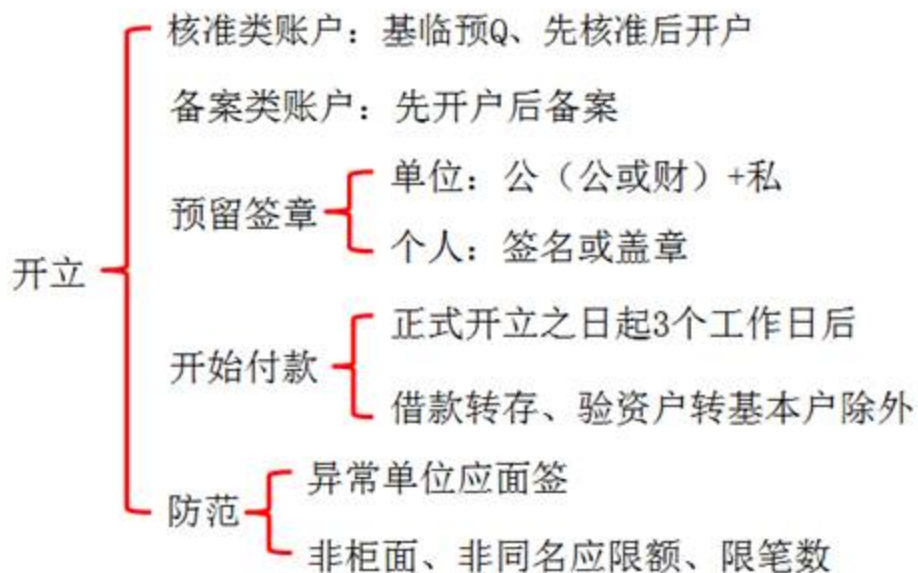 核准类账户：基临预Q、先核准后开户
备案类账户：先开户后备案
预留签章
单位：公（公或财）+私
个人：签名或盖章
开立
开始付款
正式开立之日起3个工作日后
借款转存、验资户转基本户除外
防范
异常单位应面签
非柜面、非同名应限额、限笔数